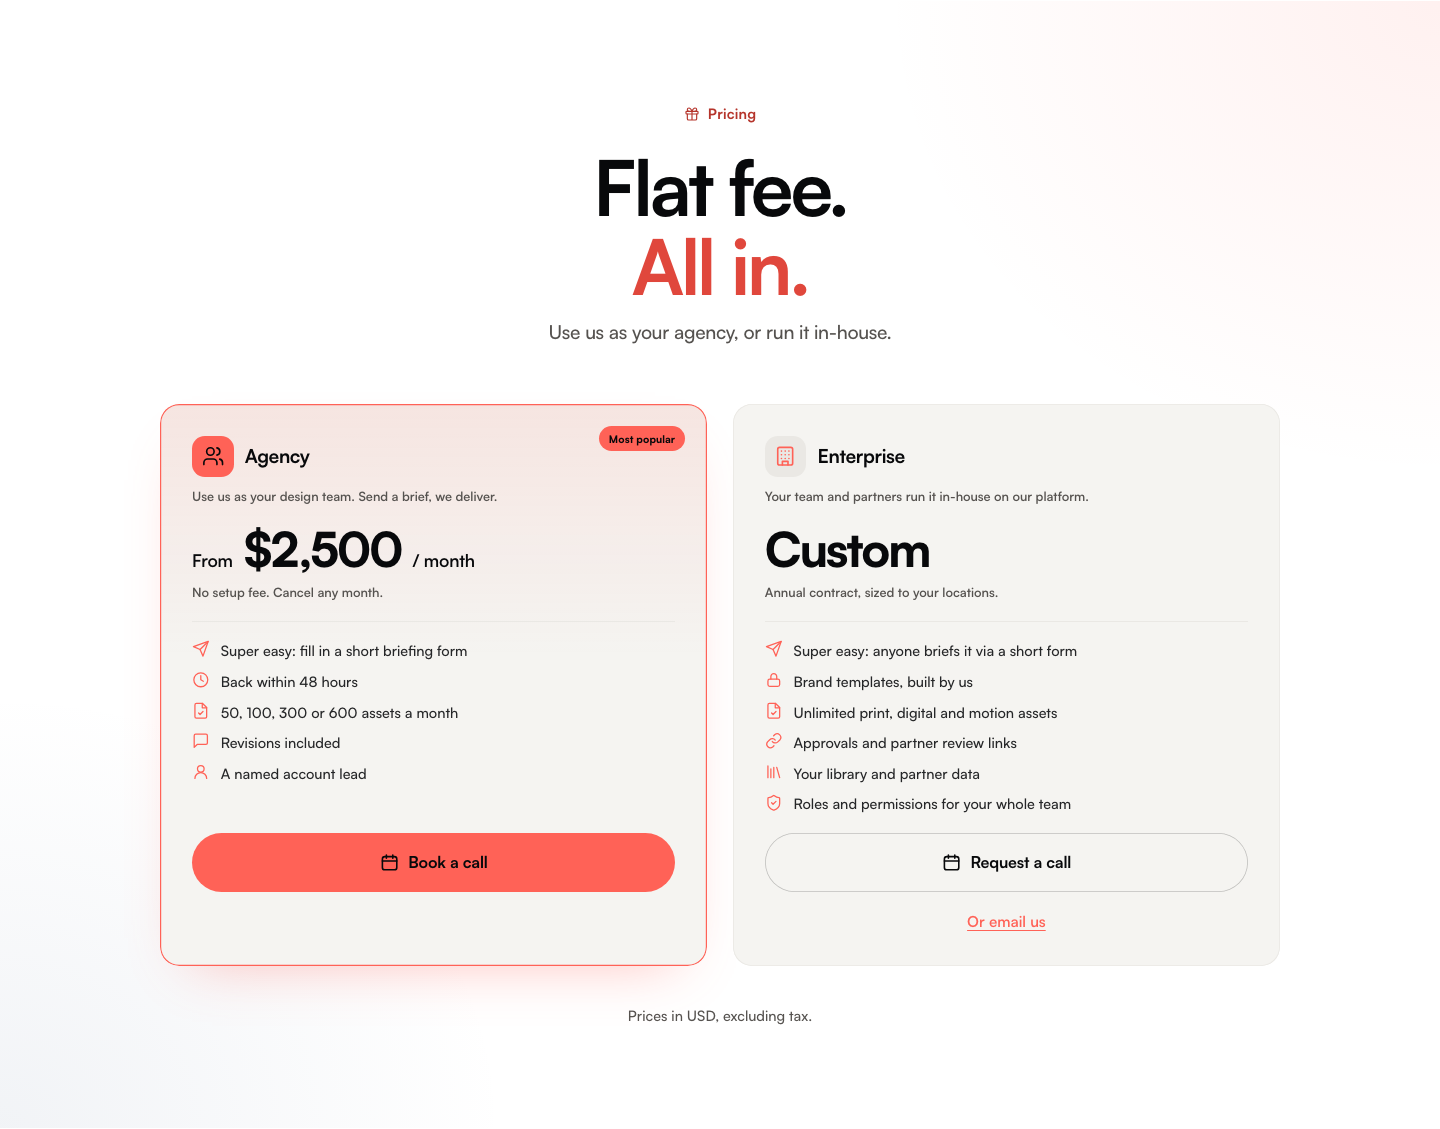 Pricing
Flat fee.
All in.
Use us as your agency, or run it in-house.
Agency
Most popular
Use us as your design team. Send a brief, we deliver.
From $2,500 / month
No setup fee. Cancel any month.
Super easy: fill in a short briefing form
Back within 48 hours
50, 100, 300 or 600 assets a month
Revisions included
A named account lead
Book a call
Enterprise
Your team and partners run it in-house on our platform.
Custom
Annual contract, sized to your locations.
Super easy: anyone briefs it via a short form
Brand templates, built by us
Unlimited print, digital and motion assets
Approvals and partner review links
Your library and partner data
Roles and permissions for your whole team
Request a call
Or email us
Prices in USD, excluding tax.